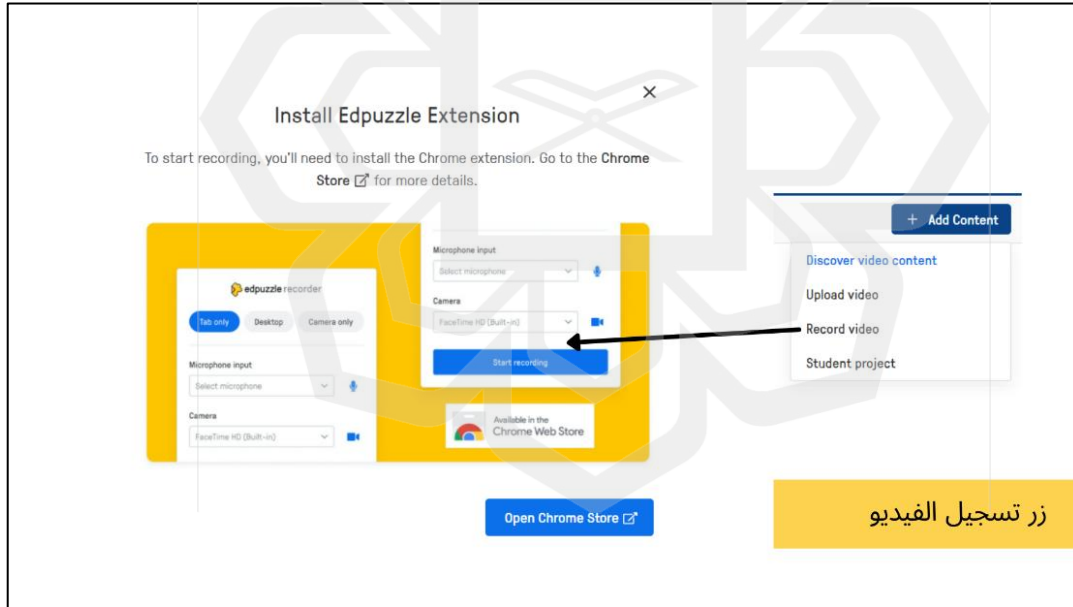 Install Edpuzzle Extension
To start recording, you'll need to install the Chrome extension. Go to the Chrome
Store for more details.
edpuzzle recorder
Tab only Desktop Camera only
Microphone input
Select microphone
Camera
FaceTime HD (Built-in)
Microphone input
Select microphone
Camera
FaceTime HD (Built-in)
Start recording
Available in the
Chrome Web Store
Open Chrome Store
+ Add Content
Discover video content
Upload video
Record video
Student project
زر تسجيل الفيديو